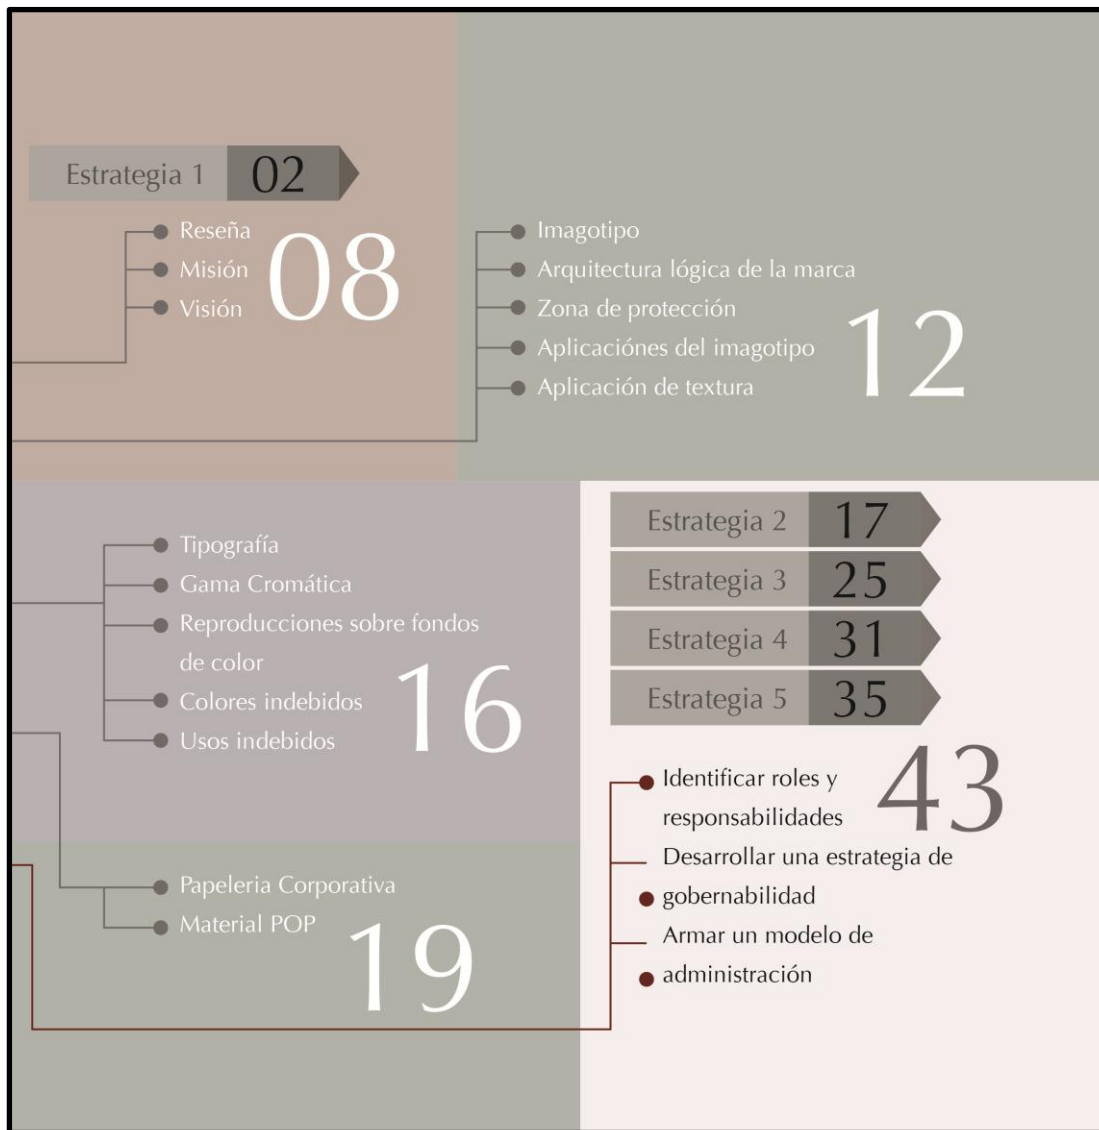 Estrategia 1 02
Reseña
Misión
Visión
08
Imagotipo
Arquitectura lógica de la marca
Zona de protección
Aplicaciónes del imagotipo
Aplicación de textura
12
Tipografía
Gama Cromática
Reproducciones sobre fondos
de color
Colores indebidos
Usos indebidos
16
Estrategia 2 17
Estrategia 3 25
Estrategia 4 31
Estrategia 5 35
43
Identificar roles y
responsabilidades
Desarrollar una estrategia de
gobernabilidad
Armar un modelo de
administración
Papeleria Corporativa
Material POP
19